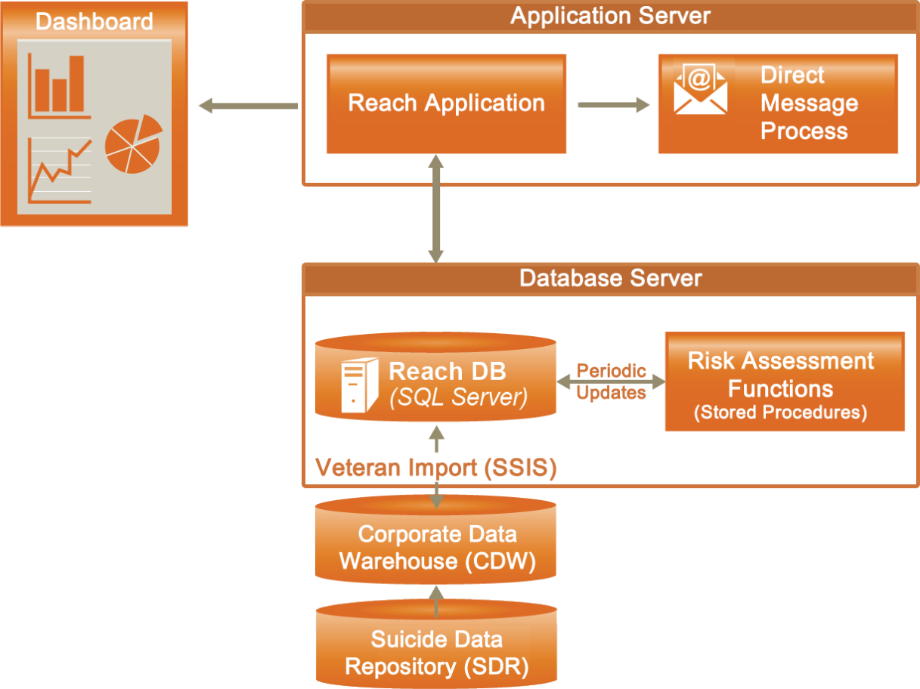 Dashboard
Application Server
Reach Application
Direct
Message
Process
@
Database Server
Reach DB
(SQL Server)
Periodic
Updates
Risk Assessment
Functions
(Stored Procedures)
Veteran Import (SSIS)
Corporate Data
Warehouse (CDW)
Suicide Data
Repository (SDR)